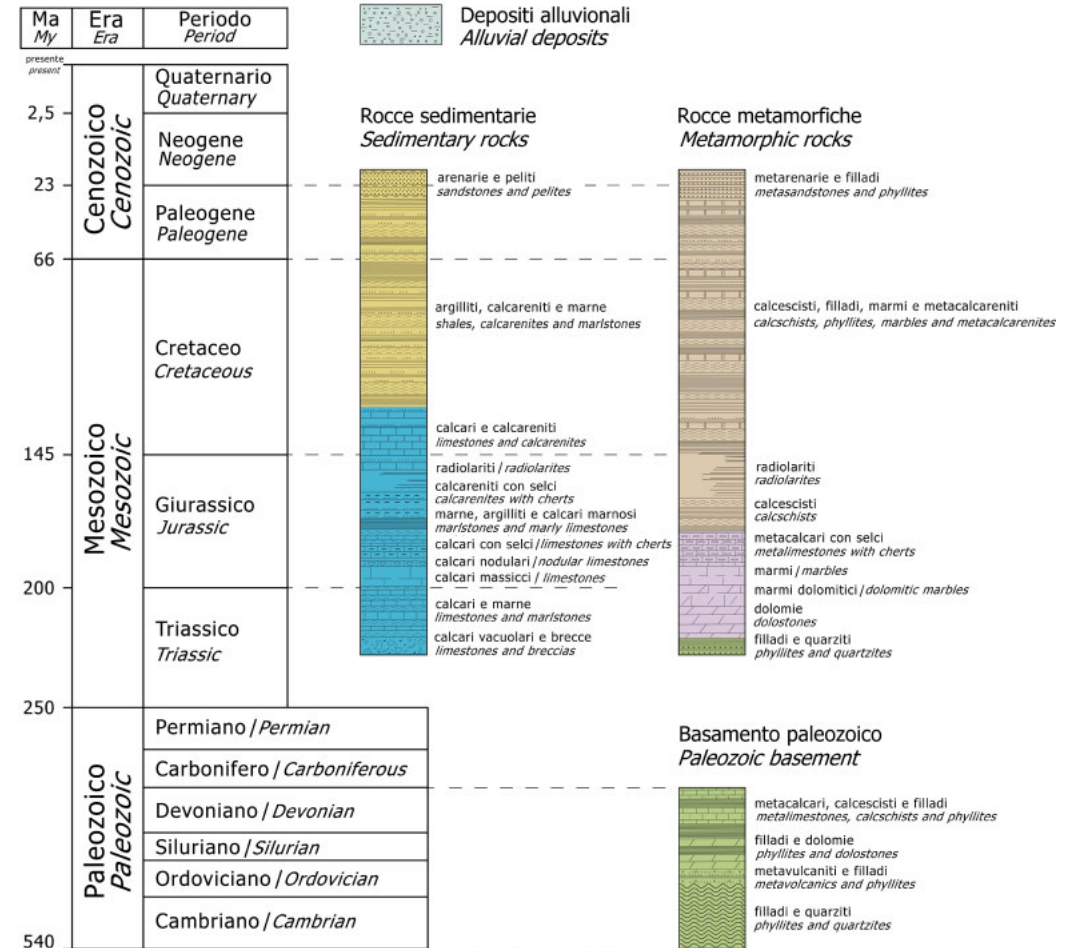 Ma
My
Era
Era
Periodo
Period
presente
present
2,5
23
66
145
200
250
540
Cenozoico
Cenozoic
Mesozoico
Mesozoic
Paleozoico
Paleozoic
Quaternario
Quaternary
Neogene
Neogene
Paleogene
Paleogene
Cretaceo
Cretaceous
Giurassico
Jurassic
Triassico
Triassic
Permiano / Permian
Carbonifero / Carboniferous
Devoniano / Devonian
Siluriano / Silurian
Ordoviciano / Ordovician
Cambriano / Cambrian
Depositi alluvionali
Alluvial deposits
Rocce sedimentarie
Sedimentary rocks
arenarie e peliti
sandstones and pelites
argilliti, calcareniti e marne
shales, calcarenites and marlstones
calcari e calcareniti
limestones and calcarenites
radiolariti / radiolarites
calcareniti con selci
calcarenites with cherts
marne, argilliti e calcari marnosi
marlstones and marly limestones
calcari con selci / limestones with cherts
calcari nodulari / nodular limestones
calcari massicci / limestones
calcari e marne
limestones and marlstones
calcari vacuolari e brecce
limestones and breccias
Rocce metamorfiche
Metamorphic rocks
metarenarie e filladi
metasandstones and phyllites
calcescisti, filladi, marmi e metacalcareniti
calcschists, phyllites, marbles and metacalcarenites
radiolariti
radiolarites
calcescisti
calcschists
metacalcari con selci
metalimestones with cherts
marmi / marbles
marmi dolomitici / dolomitic marbles
dolomie
dolostones
filladi e quarziti
phyllites and quartzites
Basamento paleozoico
Paleozoic basement
metacalcari, calcescisti e filladi
metalimestones, calcschists and phyllites
filladi e dolomie
phyllites and dolostones
metavulcaniti e filladi
metavolcanics and phyllites
filladi e quarziti
phyllites and quartzites